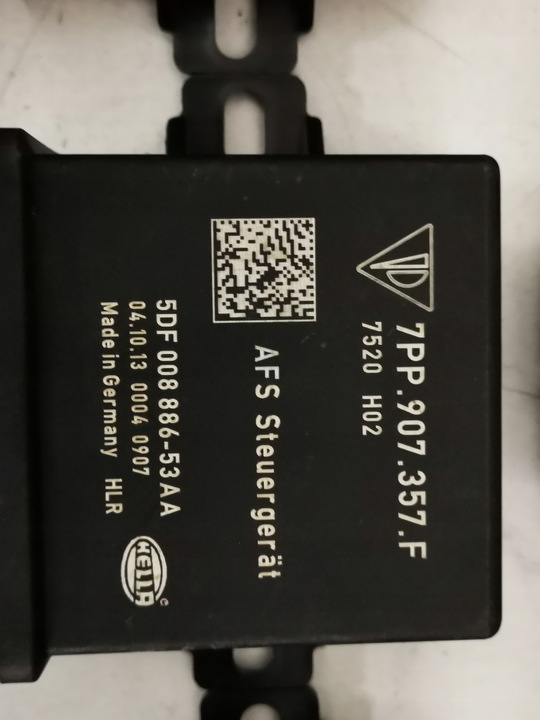 7PP.907.357.F
7520 H02
AFS Steuergerät
5DF 008 886-53AA
04.10.13 0004 0907
Made in Germany HLR
HELLA